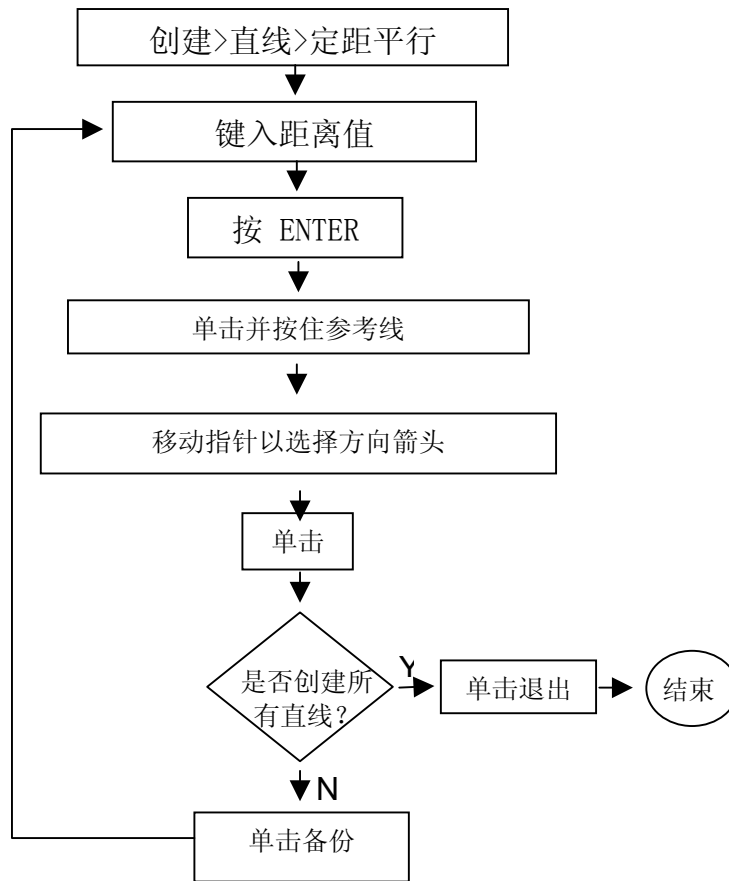 创建>直线>定距平行
键入距离值
按 ENTER
单击并按住参考线
移动指针以选择方向箭头
单击
是否创建所
有直线?
Y
单击退出
结束
N
单击备份